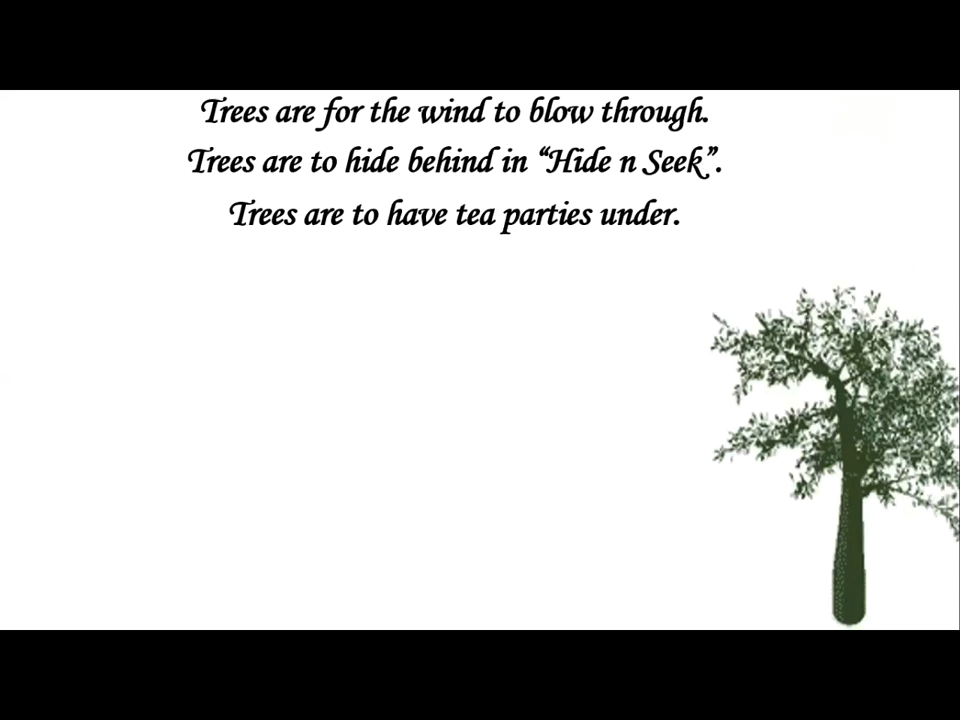 Trees are for the wind to blow through.
Trees are to hide behind in “Hide n Seek”.
Trees are to have tea parties under.